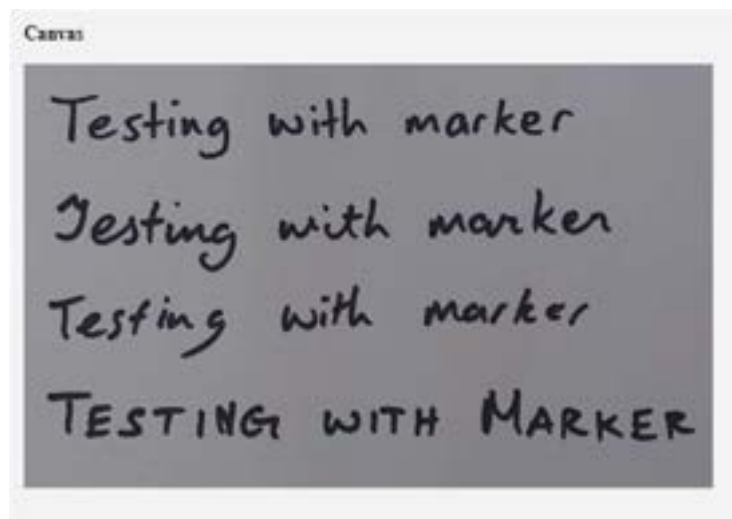 Canvas
Testing with marker
Testing with marker
Testing with marker
TESTING WITH MARKER